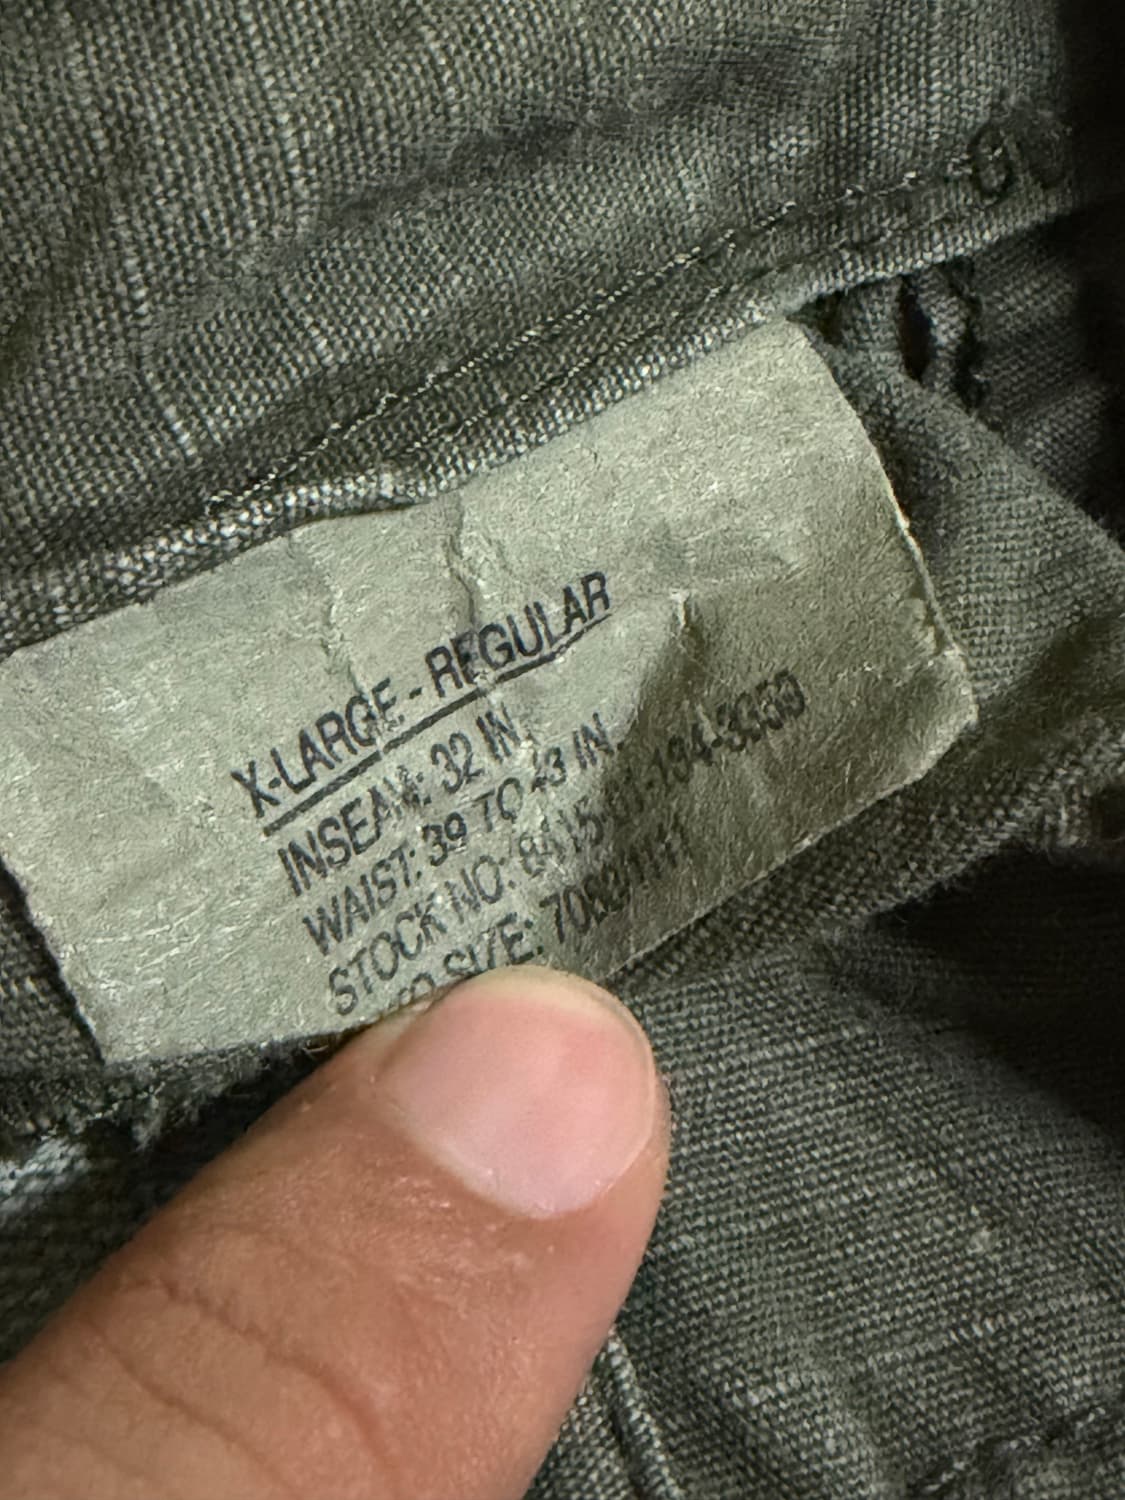 X-LARGE - REGULAR
INSEAM: 32 IN.
WAIST: 39 TO 43 IN.
STOCK NO:
SIZE: